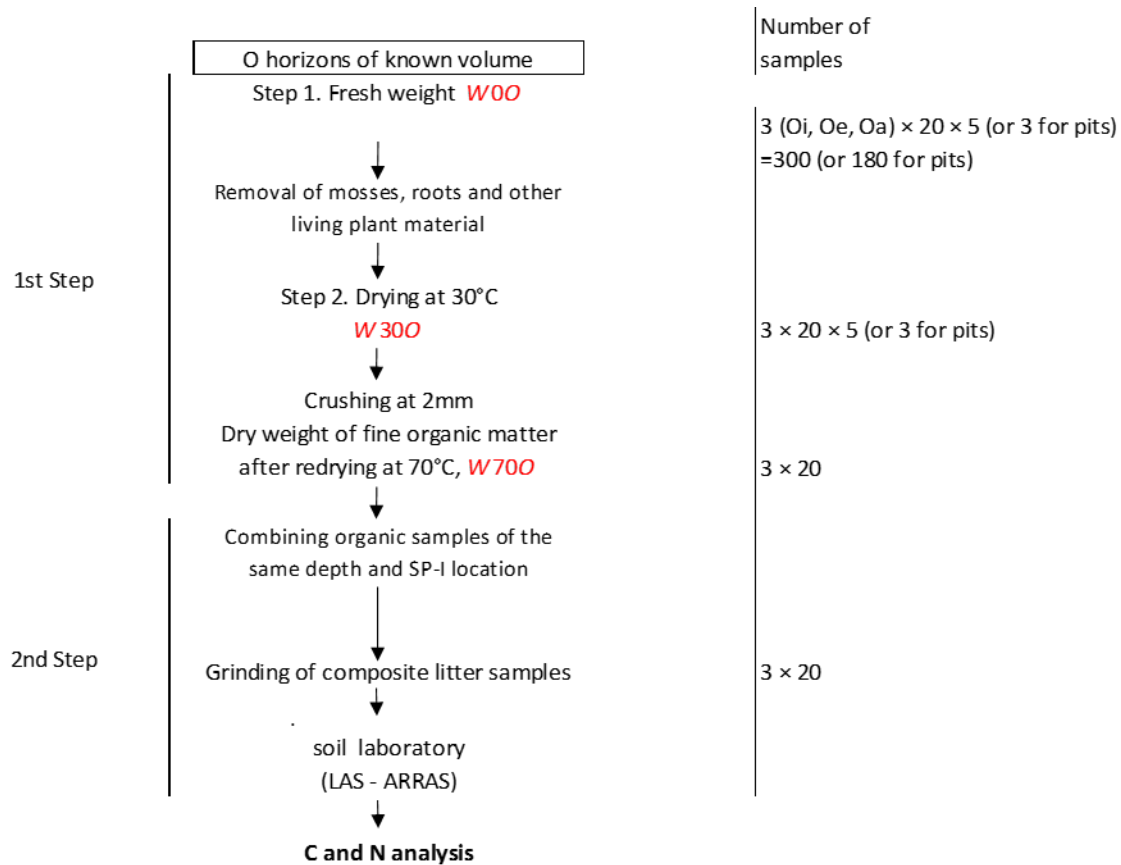 Number of
samples
O horizons of known volume
Step 1. Fresh weight W0O
3 (Oi, Oe, Oa) × 20 × 5 (or 3 for pits)
=300 (or 180 for pits)
Removal of mosses, roots and other
living plant material
1st Step
Step 2. Drying at 30°C
W30O
3 × 20 × 5 (or 3 for pits)
Crushing at 2mm
Dry weight of fine organic matter
after redrying at 70°C, W70O
3 × 20
Combining organic samples of the
same depth and SP-I location
2nd Step
Grinding of composite litter samples
3 × 20
soil laboratory
(LAS - ARRAS)
C and N analysis